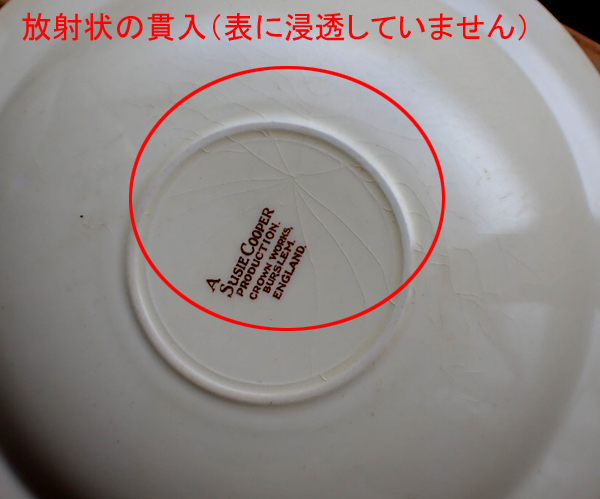 放射状の貫入(表に浸透していません)
A
SUSIE COOPER
PRODUCTION.
CROWN WORKS,
BURSLEM.
ENGLAND.